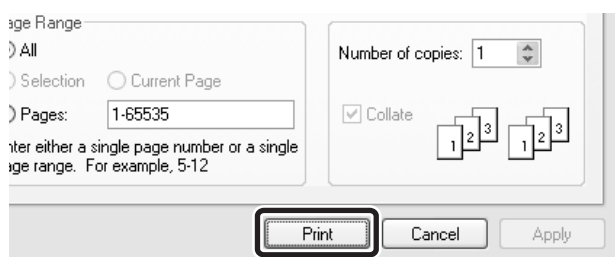 age Range
All
Number of copies: 1
Selection Current Page
Pages: 1-65535
Collate
1 2 3 1 2 3
nter either a single page number or a single
age range. For example, 5-12
Print Cancel Apply